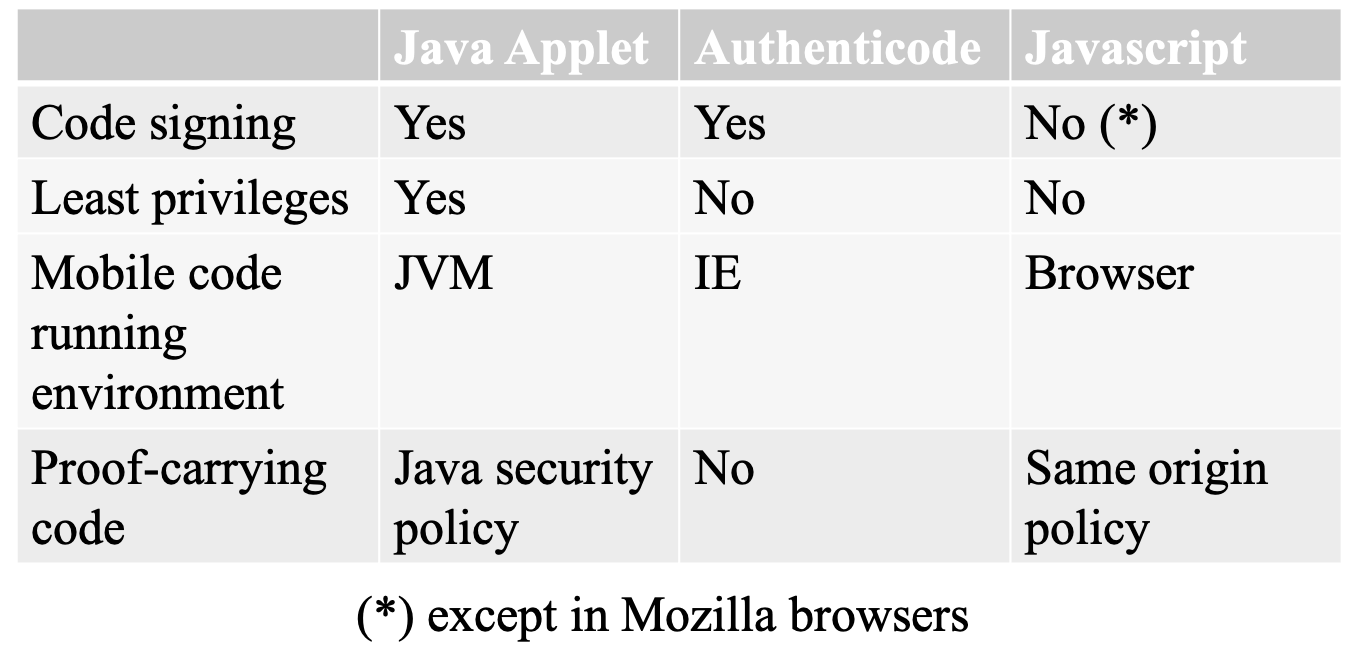 Java Applet Authenticode Javascript
Code signing Yes Yes No (*)
Least privileges Yes No No
Mobile code JVM IE Browser
running
environment
Proof-carrying Java security No Same origin
code policy policy
(*) except in Mozilla browsers